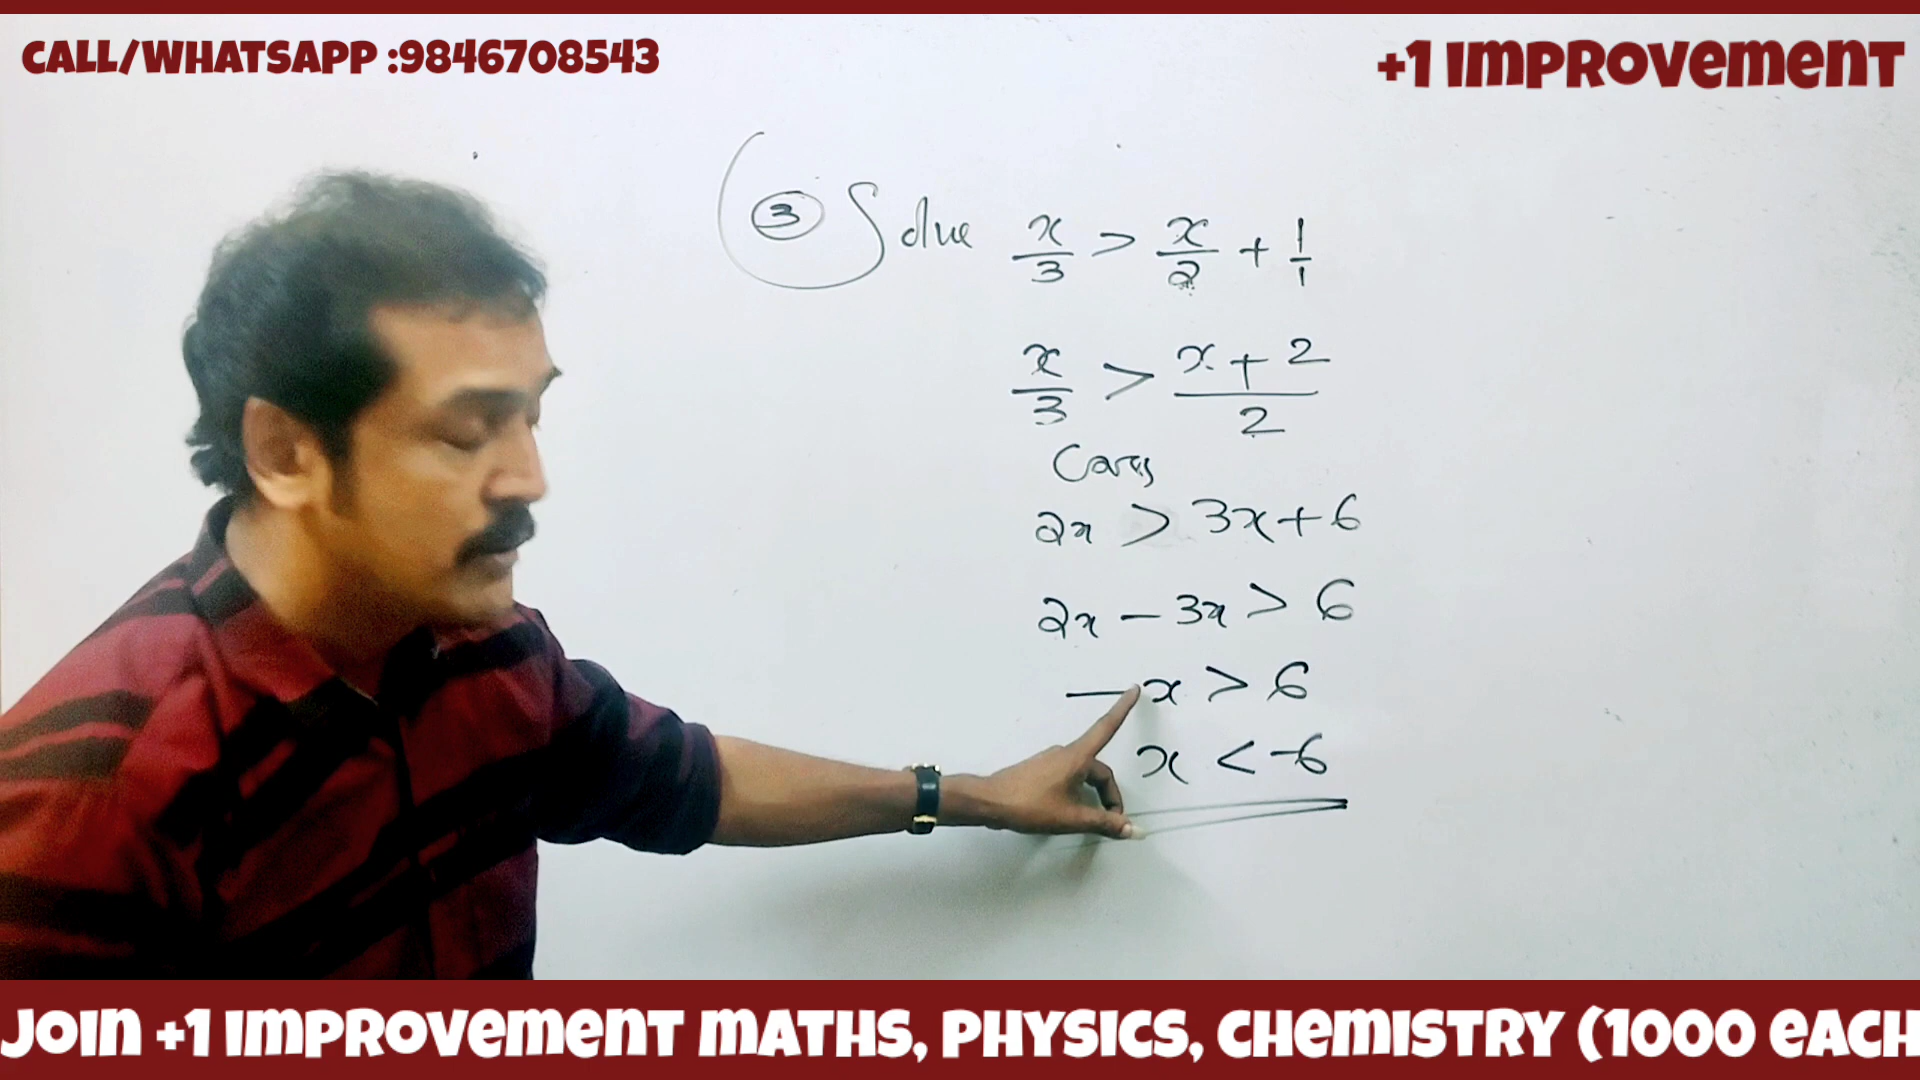 CALL/WHATSAPP :9846708543
+1 IMPROVEMENT
③ Solve x/3 > x/2 + 1/1
x/3 > (x + 2)/2
2x > 3x + 6
2x − 3x > 6
−x > 6
x < −6
JOIN +1 IMPROVEMENT MATHS, PHYSICS, CHEMISTRY (1000 EACH